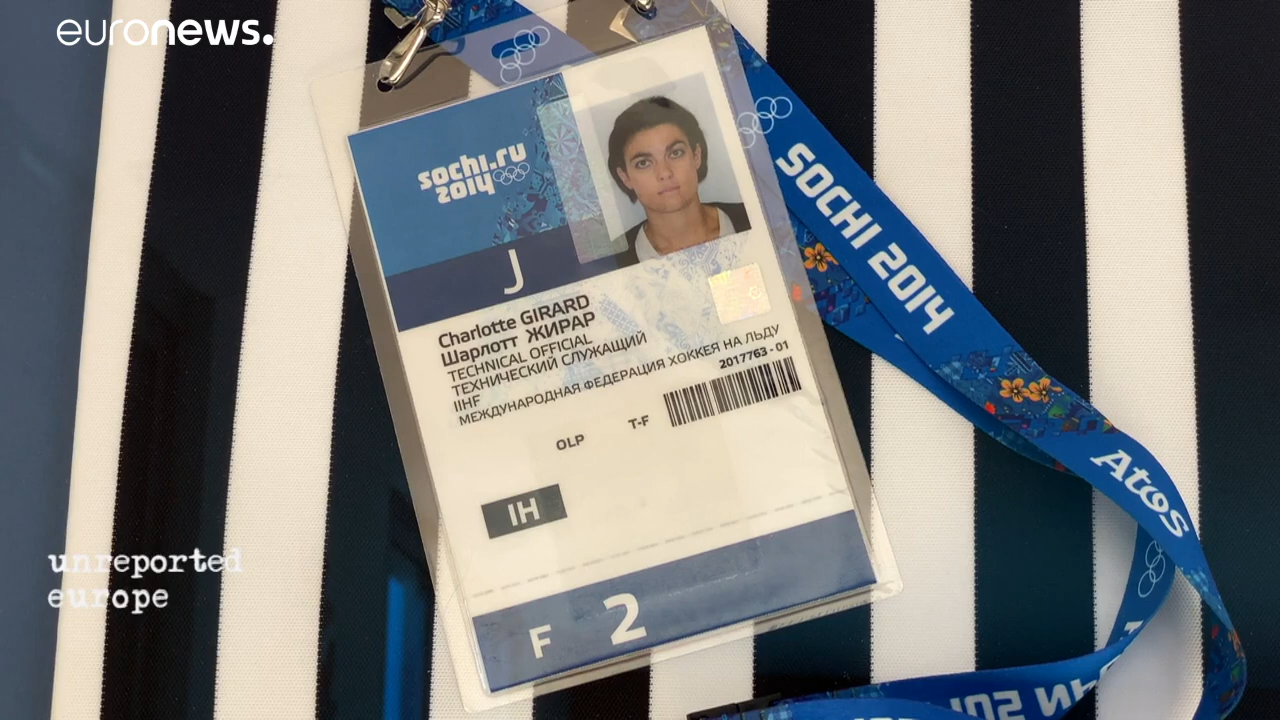 euronews.
sochi.ru
2014
J
Charlotte GIRARD
Шарлотт ЖИРАР
TECHNICAL OFFICIAL
ТЕХНИЧЕСКИЙ СЛУЖАЩИЙ
IIHF
МЕЖДУНАРОДНАЯ ФЕДЕРАЦИЯ ХОККЕЯ НА ЛЬДУ
2017763 - 01
OLP
T-F
IH
F 2
SOCHI 2014
Atos
unreported
europe